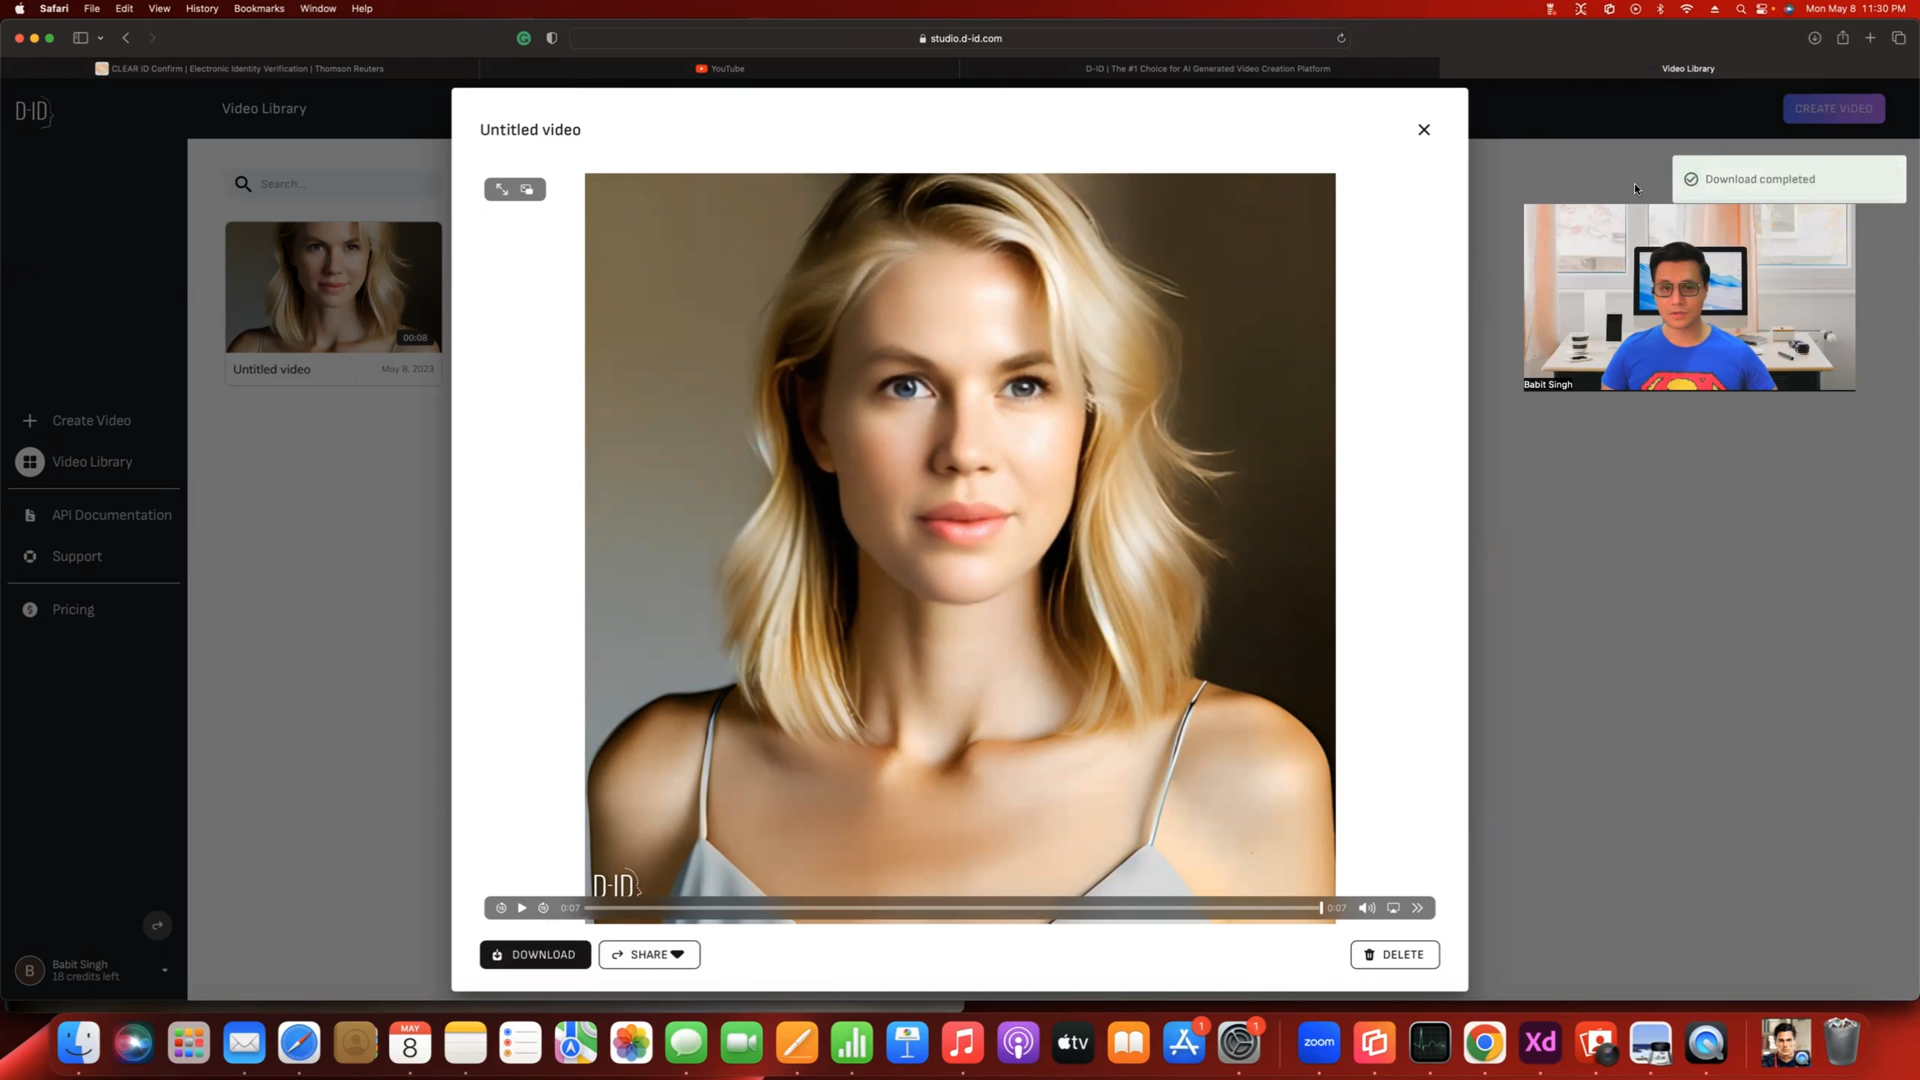 Safari File Edit View History Bookmarks Window Help
Mon May 8 11:30 PM
studio.d-id.com
CLEAR ID Confirm | Electronic Identity Verification | Thomson Reuters
YouTube
D-ID | The #1 Choice for AI Generated Video Creation Platform
Video Library
D-ID
Video Library
CREATE VIDEO
Untitled video
Search...
Download completed
00:08
Untitled video
May 8, 2023
Babit Singh
Create Video
Video Library
API Documentation
Support
Pricing
D-ID
0:07
0:07
DOWNLOAD
SHARE
DELETE
B
Babit Singh
18 credits left
MAY
8
tv
1
1
zoom
Xd